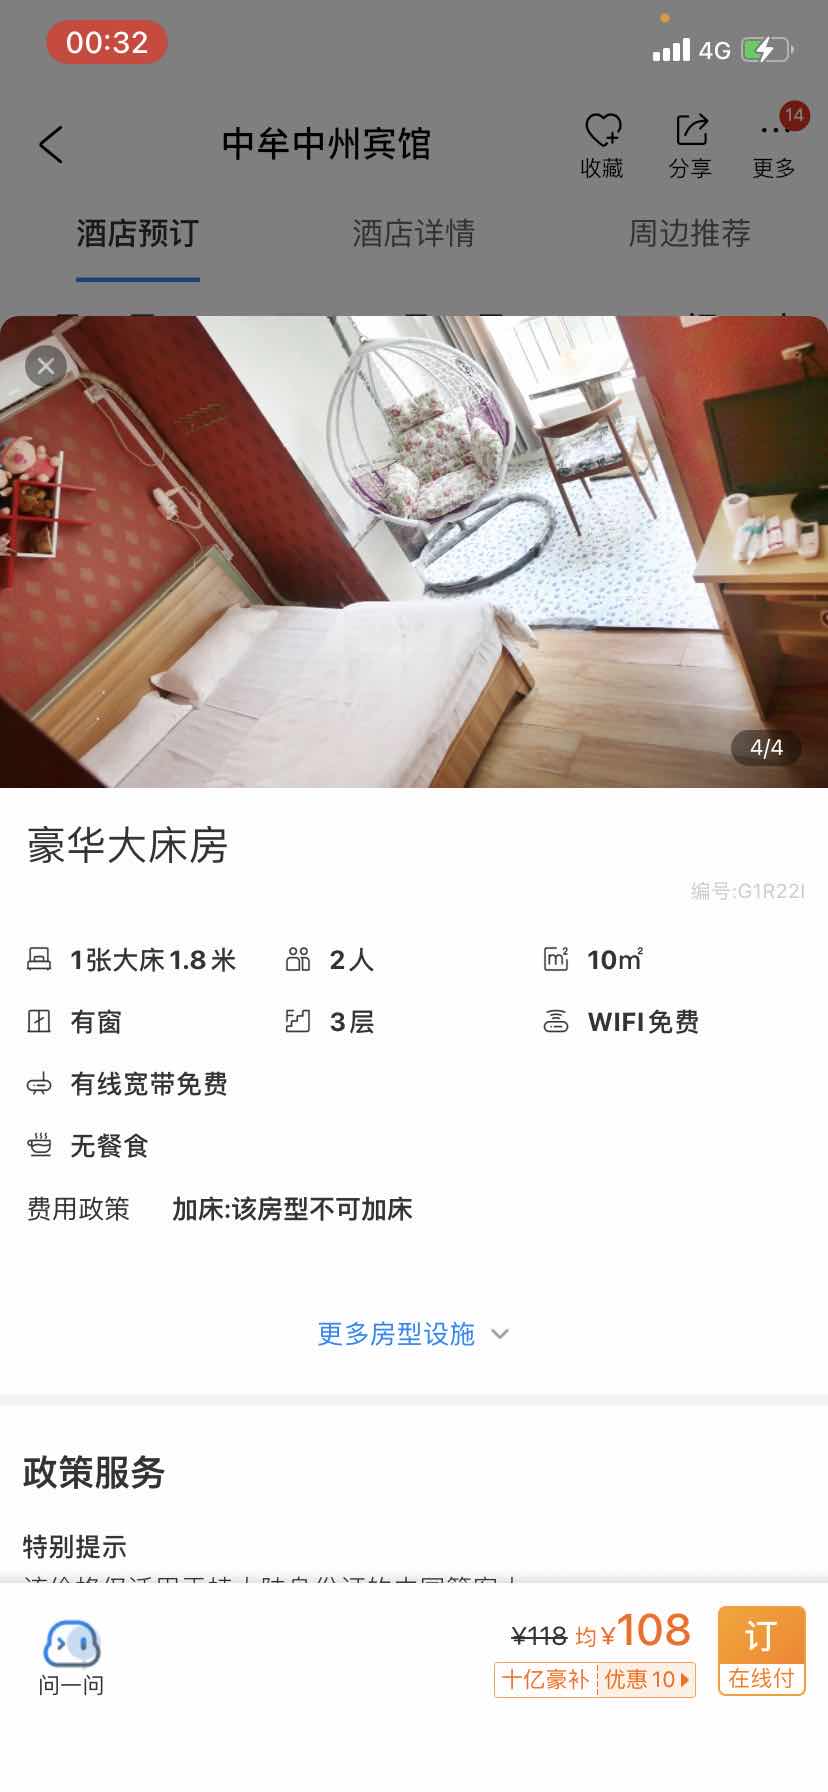 00:32
4G
中牟中州宾馆
收藏
分享
14
更多
酒店预订
酒店详情
周边推荐
4/4
豪华大床房
编号:G1R22I
1张大床1.8米
2人
10㎡
有窗
3层
WIFI免费
有线宽带免费
无餐食
费用政策 加床:该房型不可加床
更多房型设施
政策服务
特别提示
¥118 均¥108
订
十亿豪补 优惠10
在线付
问一问